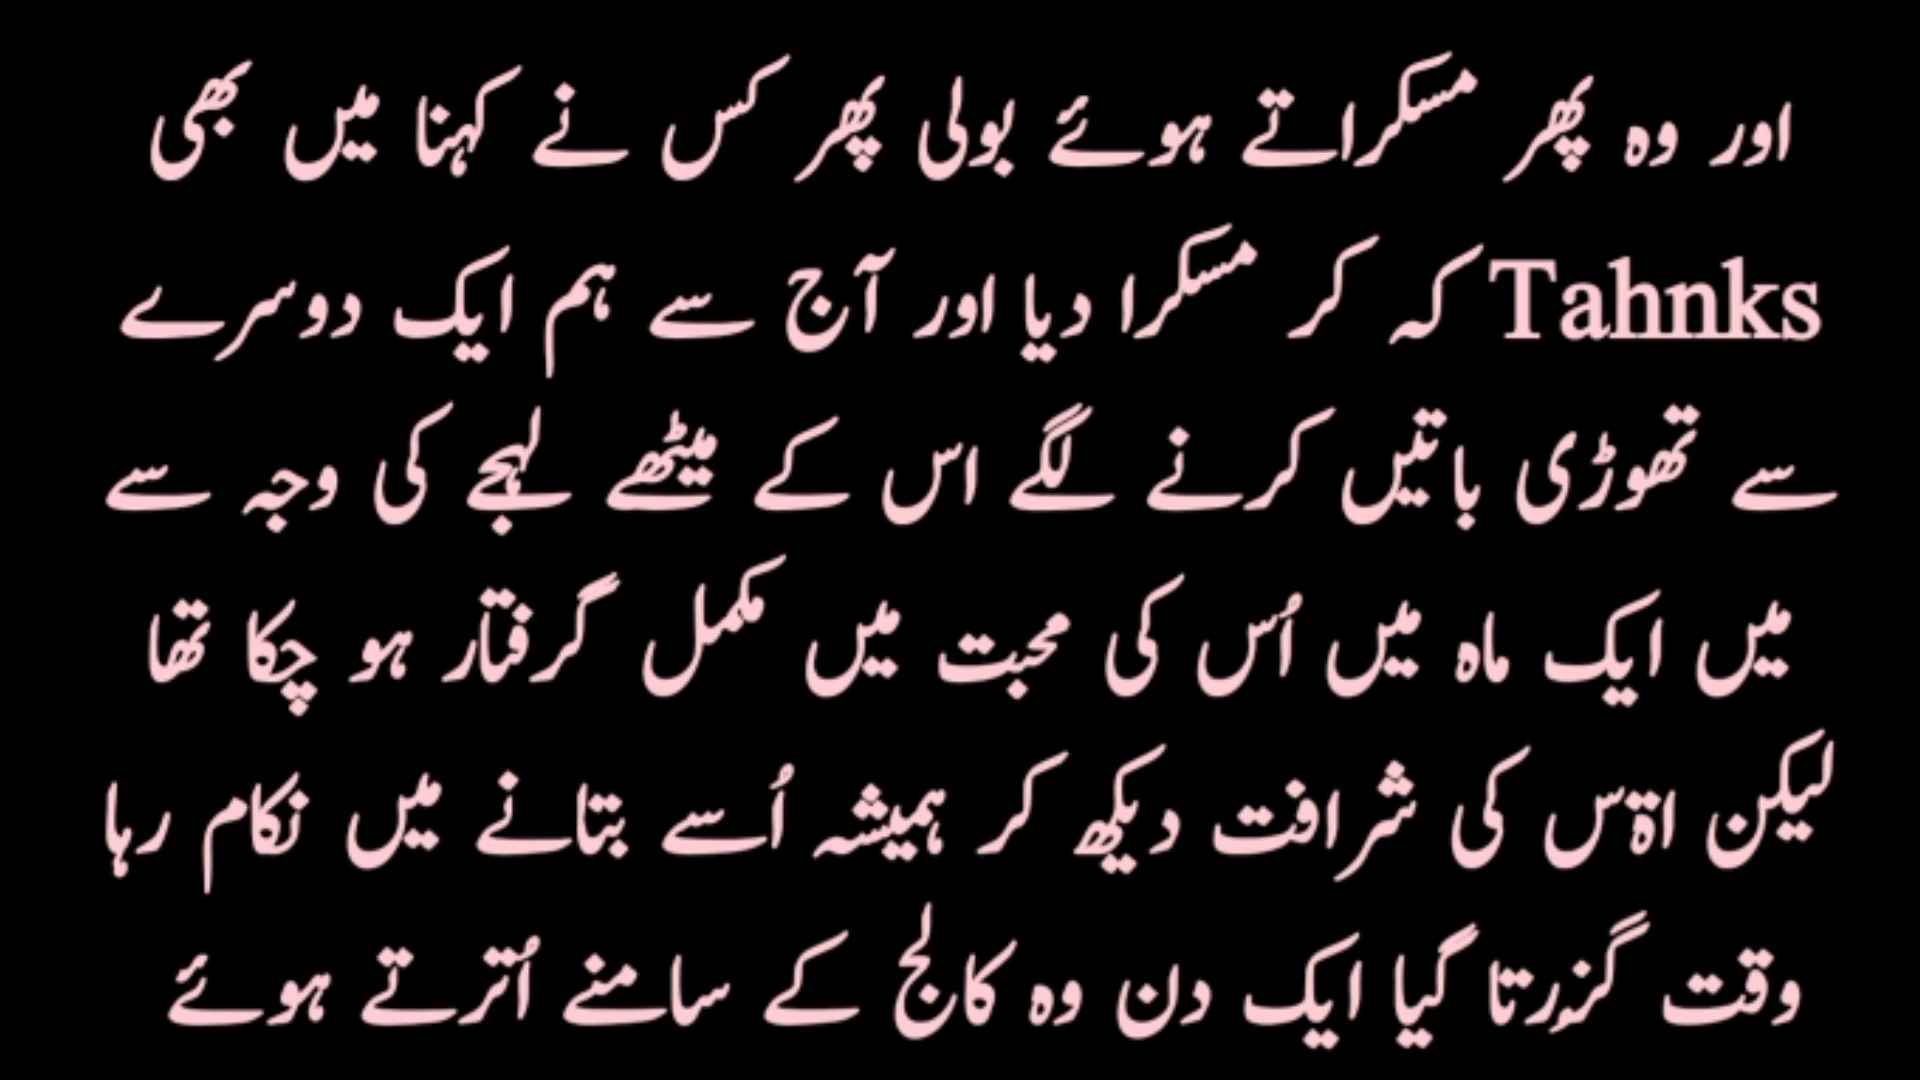 اور وہ پھر مسکراتے ہوئے بولی پھر کس نے کہنا میں بھی
Tahnks کہ کر مسکرا دیا اور آج سے ہم ایک دوسرے
سے تھوڑی باتیں کرنے لگے اس کے میٹھے لہجے کی وجہ سے
میں ایک ماہ میں اُس کی محبت میں مکمل گرفتار ہو چکا تھا
لیکن اۃس کی شرافت دیکھ کر ہمیشہ اُسے بتانے میں نکام رہا
وقت گزرتا گیا ایک دن وہ کالج کے سامنے اُترتے ہوئے